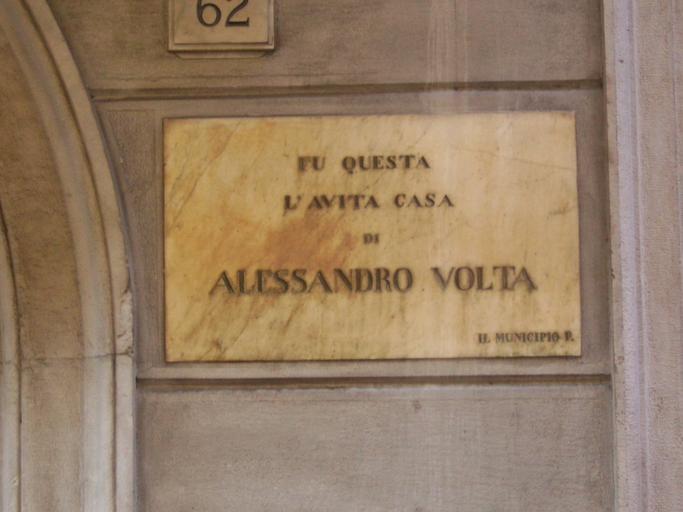 62
FU QUESTA
L'AVITA CASA
DI
ALESSANDRO VOLTA
IL MUNICIPIO P.